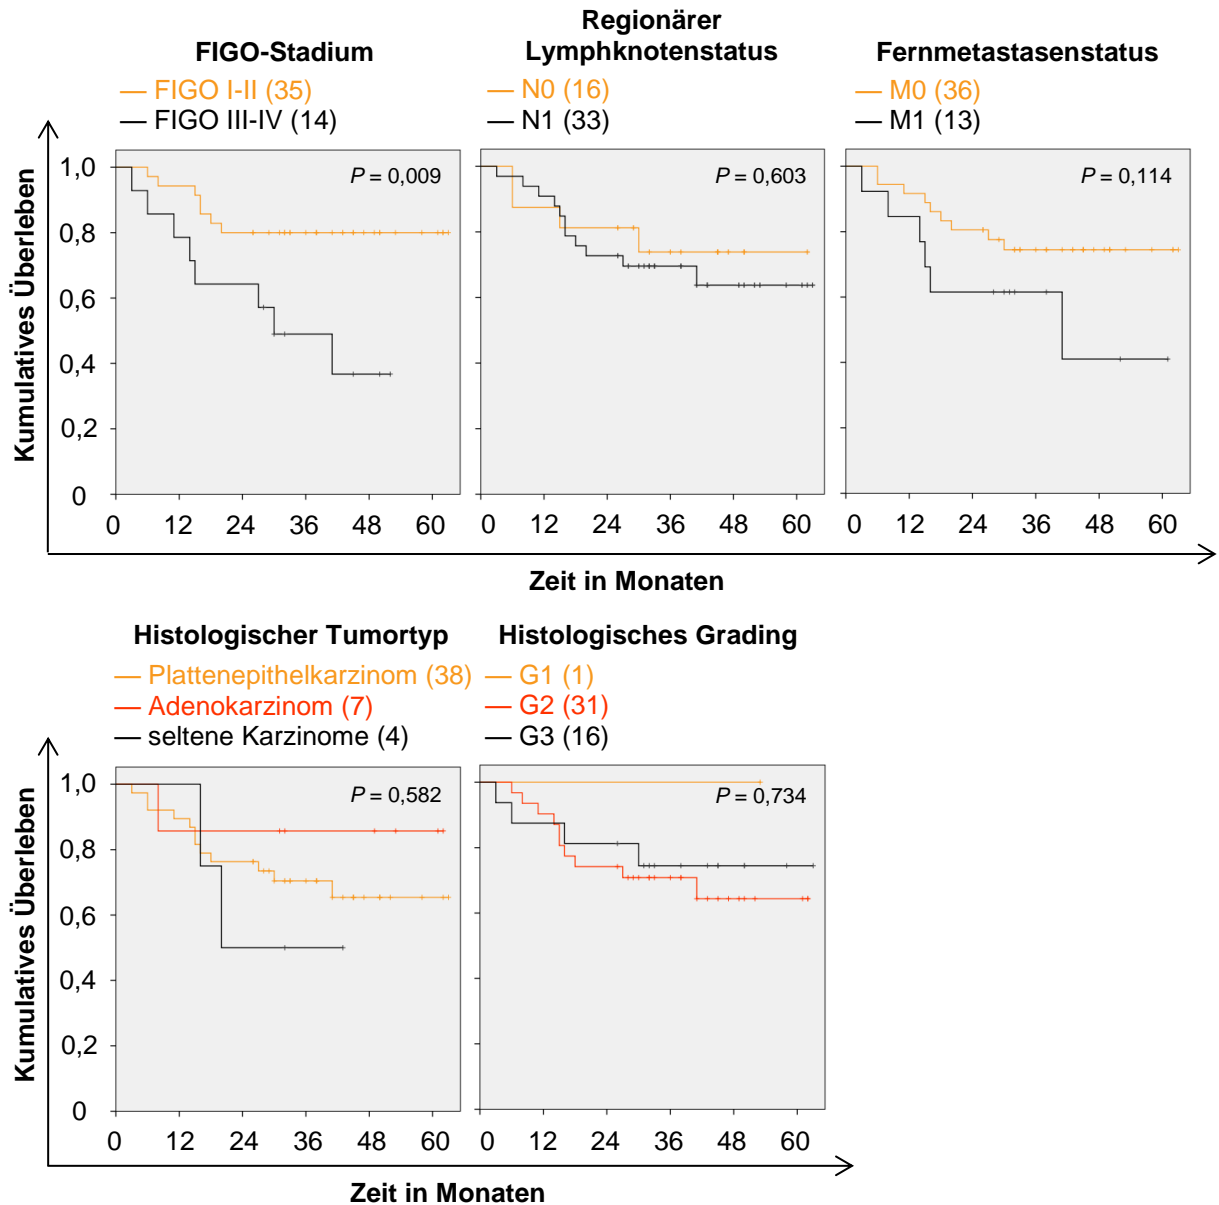 FIGO-Stadium
FIGO I-II (35)
FIGO III-IV (14)
Regionärer
Lymphknotenstatus
N0 (16)
N1 (33)
Fernmetastasenstatus
M0 (36)
M1 (13)
Kumulatives Überleben
1,0
0,8
0,6
0,4
0,2
0
P = 0,009
0 12 24 36 48 60
P = 0,603
0 12 24 36 48 60
P = 0,114
0 12 24 36 48 60
Zeit in Monaten
Histologischer Tumortyp
Plattenepithelkarzinom (38)
Adenokarzinom (7)
seltene Karzinome (4)
Histologisches Grading
G1 (1)
G2 (31)
G3 (16)
Kumulatives Überleben
1,0
0,8
0,6
0,4
0,2
0
P = 0,582
0 12 24 36 48 60
P = 0,734
0 12 24 36 48 60
Zeit in Monaten